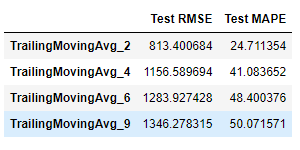 Test RMSE Test MAPE
TrailingMovingAvg_2 813.400684 24.711354
TrailingMovingAvg_4 1156.589694 41.083652
TrailingMovingAvg_6 1283.927428 48.400376
TrailingMovingAvg_9 1346.278315 50.071571